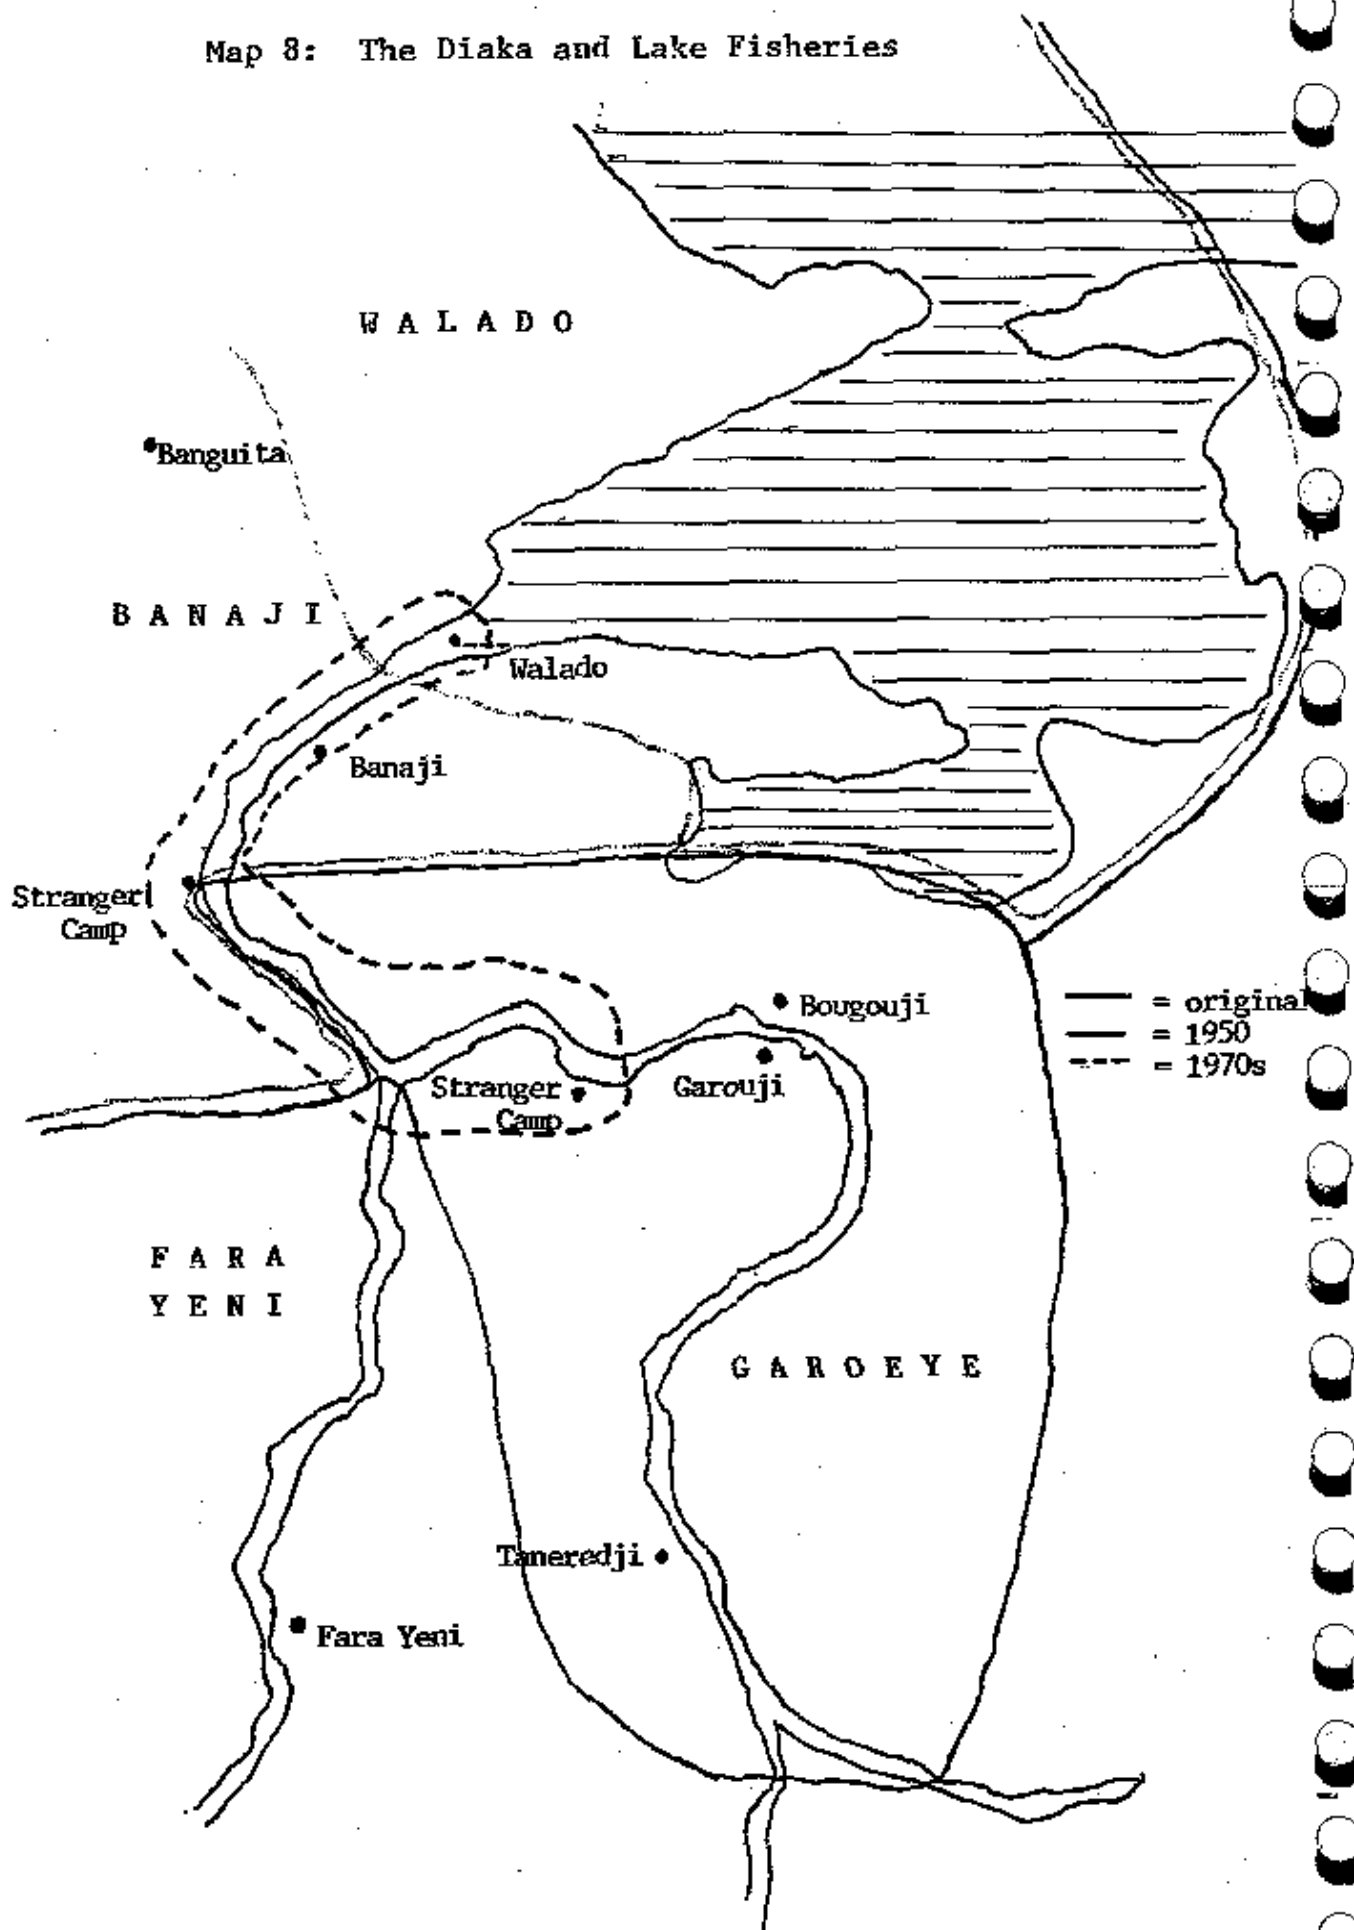 Map 8: The Diaka and Lake Fisheries
WALADO
Banguita
BANAJI
Walado
Banaji
Stranger
Camp
Bougouji
= original
= 1950
= 1970s
Stranger
Camp
Garouji
FARA
YENI
GAROEYE
Taneredji
Fara Yeni